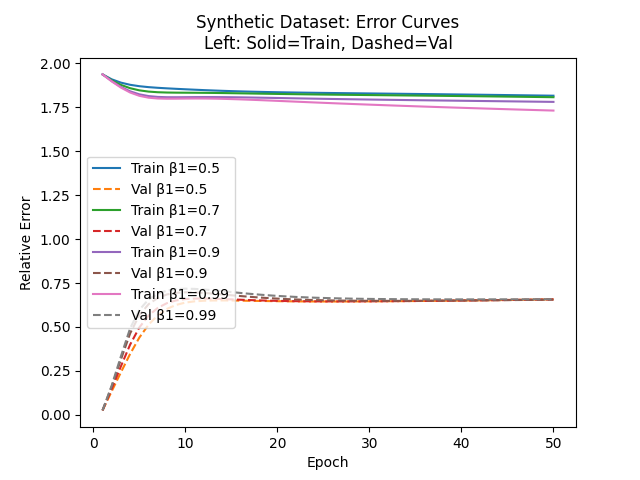 Synthetic Dataset: Error Curves
Left: Solid=Train, Dashed=Val
Relative Error
2.00
1.75
1.50
1.25
1.00
0.75
0.50
0.25
0.00
Train β1=0.5
Val β1=0.5
Train β1=0.7
Val β1=0.7
Train β1=0.9
Val β1=0.9
Train β1=0.99
Val β1=0.99
0 10 20 30 40 50
Epoch